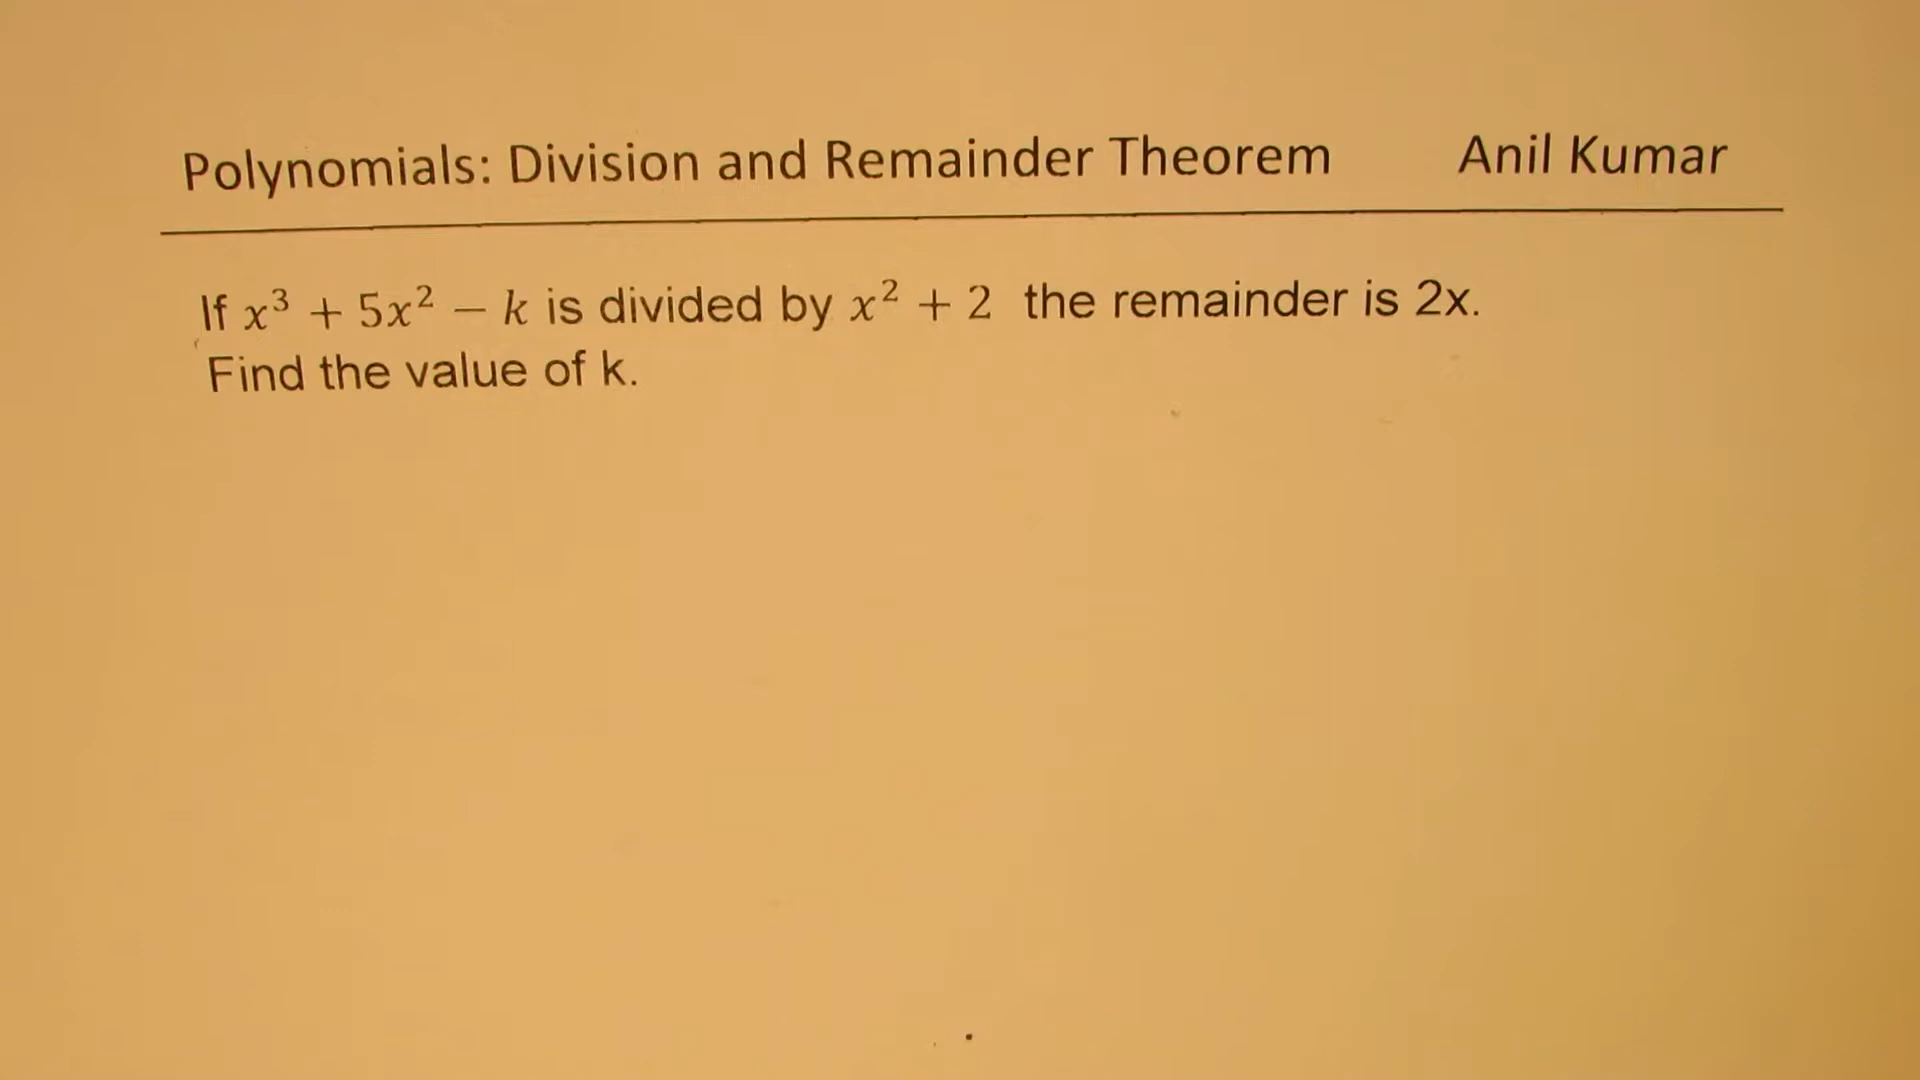 Polynomials: Division and Remainder Theorem Anil Kumar
If x³ + 5x² − k is divided by x² + 2 the remainder is 2x.
Find the value of k.